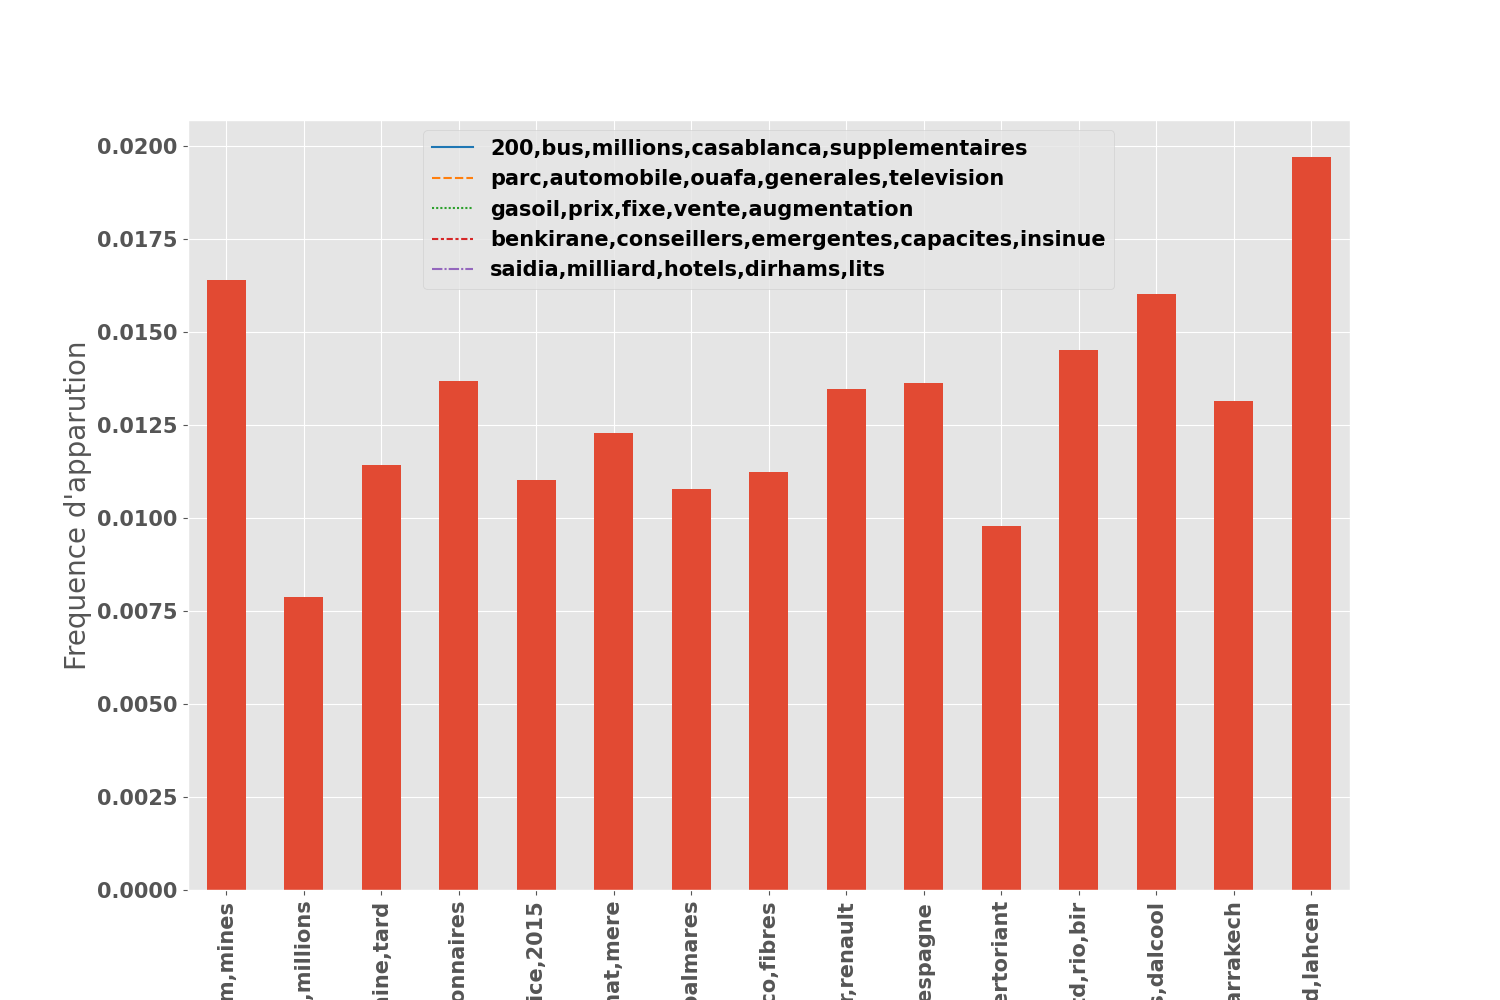 200,bus,millions,casablanca,supplementaires
parc,automobile,ouafa,generales,television
gasoil,prix,fixe,vente,augmentation
benkirane,conseillers,emergentes,capacites,insinue
saidia,milliard,hotels,dirhams,lits
Frequence d'apparution
0.0200
0.0175
0.0150
0.0125
0.0100
0.0075
0.0050
0.0025
0.0000
m,mines
,millions
aine,tard
onnaires
ice,2015
nat,mere
palmares
co,fibres
r,renault
espagne
ertoriant
rd,rio,bir
s,dalcool
arrakech
d,lahcen